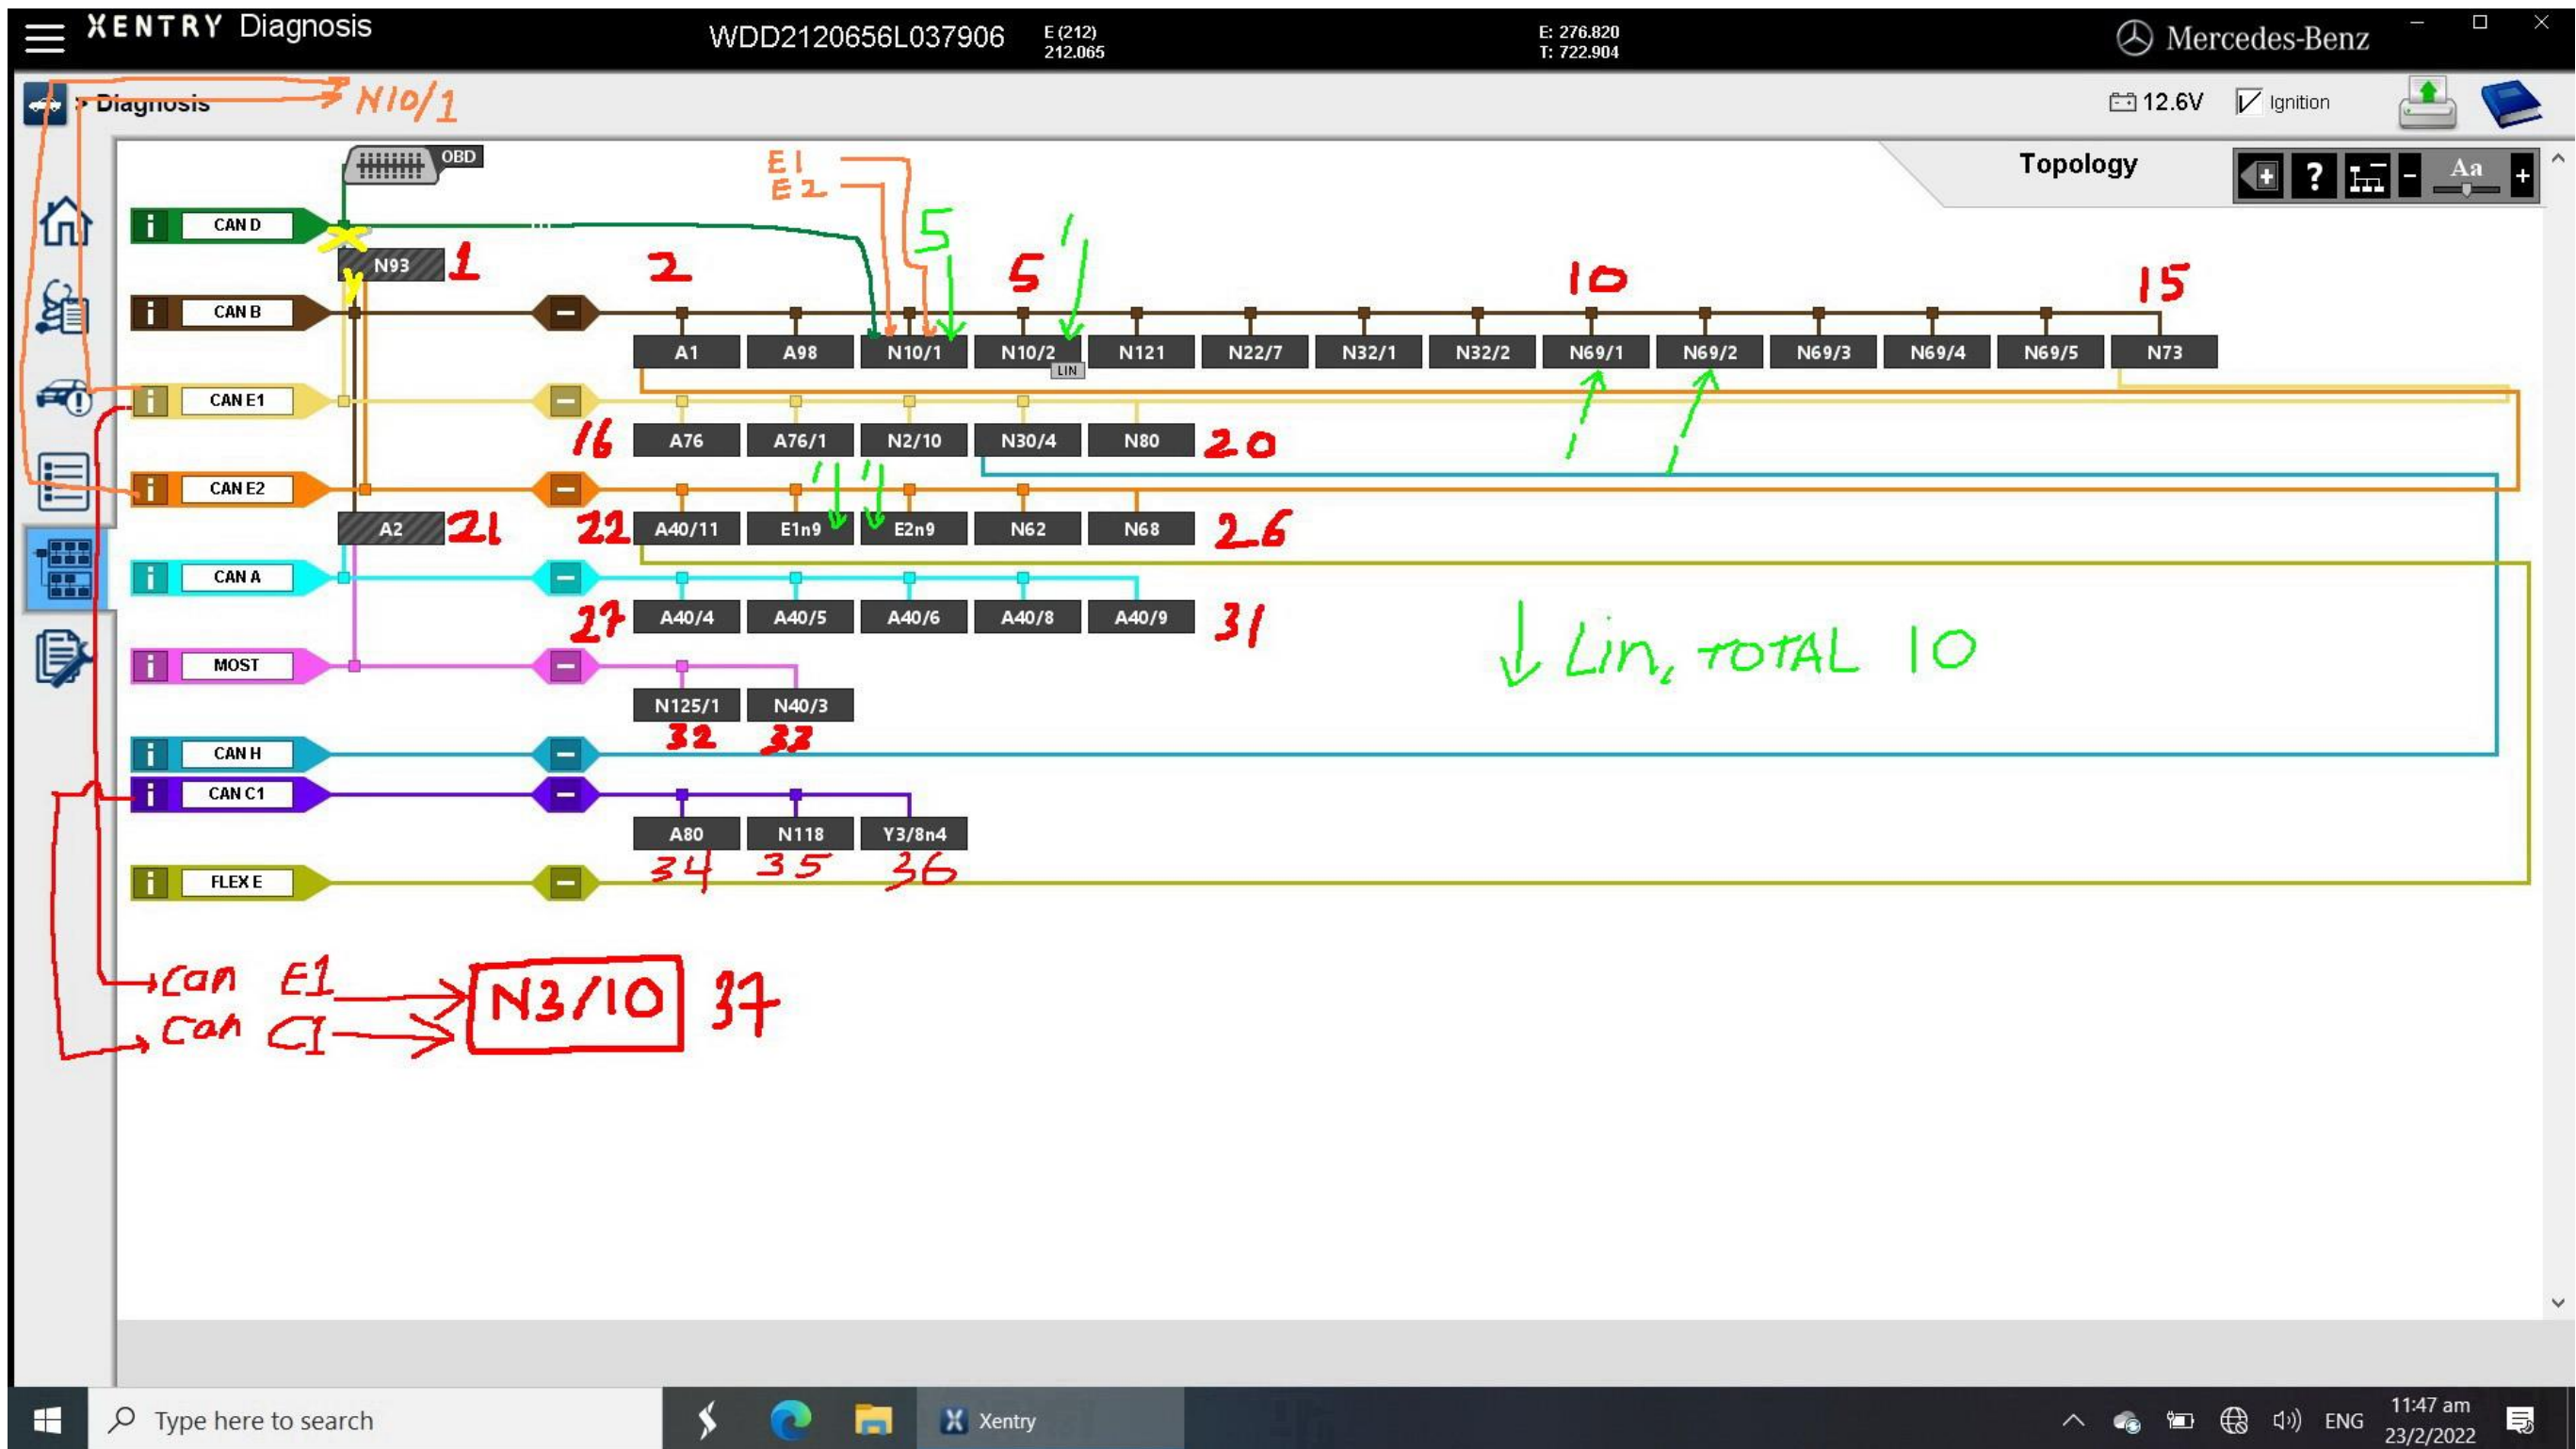 XENTRY Diagnosis
WDD2120656L037906
E (212)
212.065
E: 276.820
T: 722.904
Mercedes-Benz
> Diagnosis
N10/1
12.6V
Ignition
OBD
E1
E2
Topology
?
-
Aa
+
i CAN D
5
1
N93
1
2
5
10
15
i CAN B
A1 A98 N10/1 N10/2 N121 N22/7 N32/1 N32/2 N69/1 N69/2 N69/3 N69/4 N69/5 N73
LIN
i CAN E1
16 A76 A76/1 N2/10 N30/4 N80 20
1 1
i CAN E2
A2 21 22 A40/11 E1n9 E2n9 N62 N68 26
i CAN A
27 A40/4 A40/5 A40/6 A40/8 A40/9 31
Lin, TOTAL 10
i MOST
N125/1 N40/3
32 33
i CAN H
i CAN C1
A80 N118 Y3/8n4
34 35 36
i FLEX E
Can E1
N3/10 37
Can C1
Type here to search
Xentry
ENG
11:47 am
23/2/2022